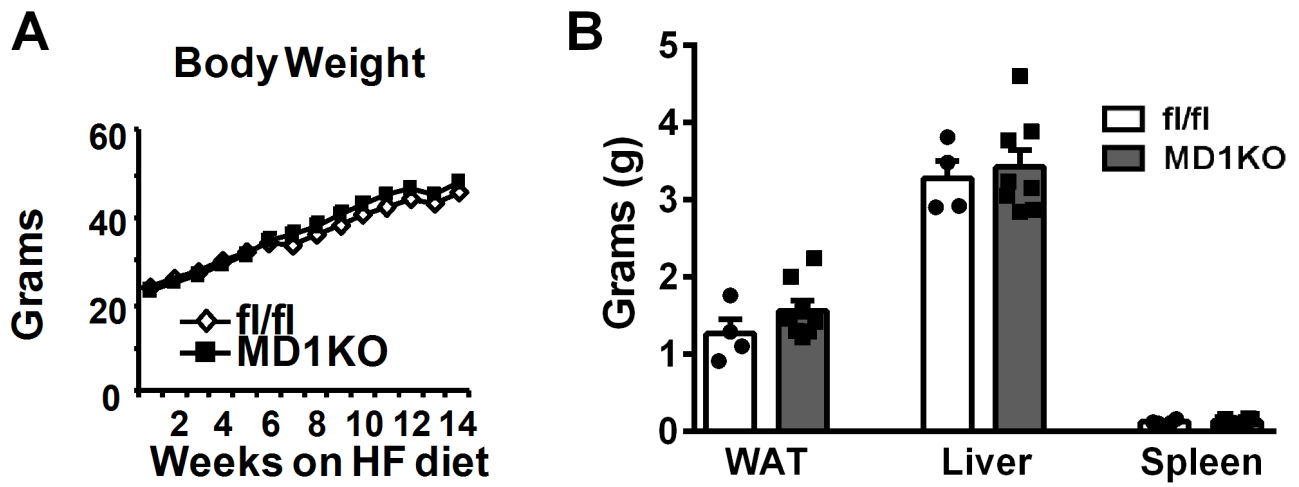 A
Body Weight
60
40
20
0
Grams
fl/fl
MD1KO
2 4 6 8 10 12 14
Weeks on HF diet
B
5
4
3
2
1
0
Grams (g)
fl/fl
MD1KO
WAT Liver Spleen